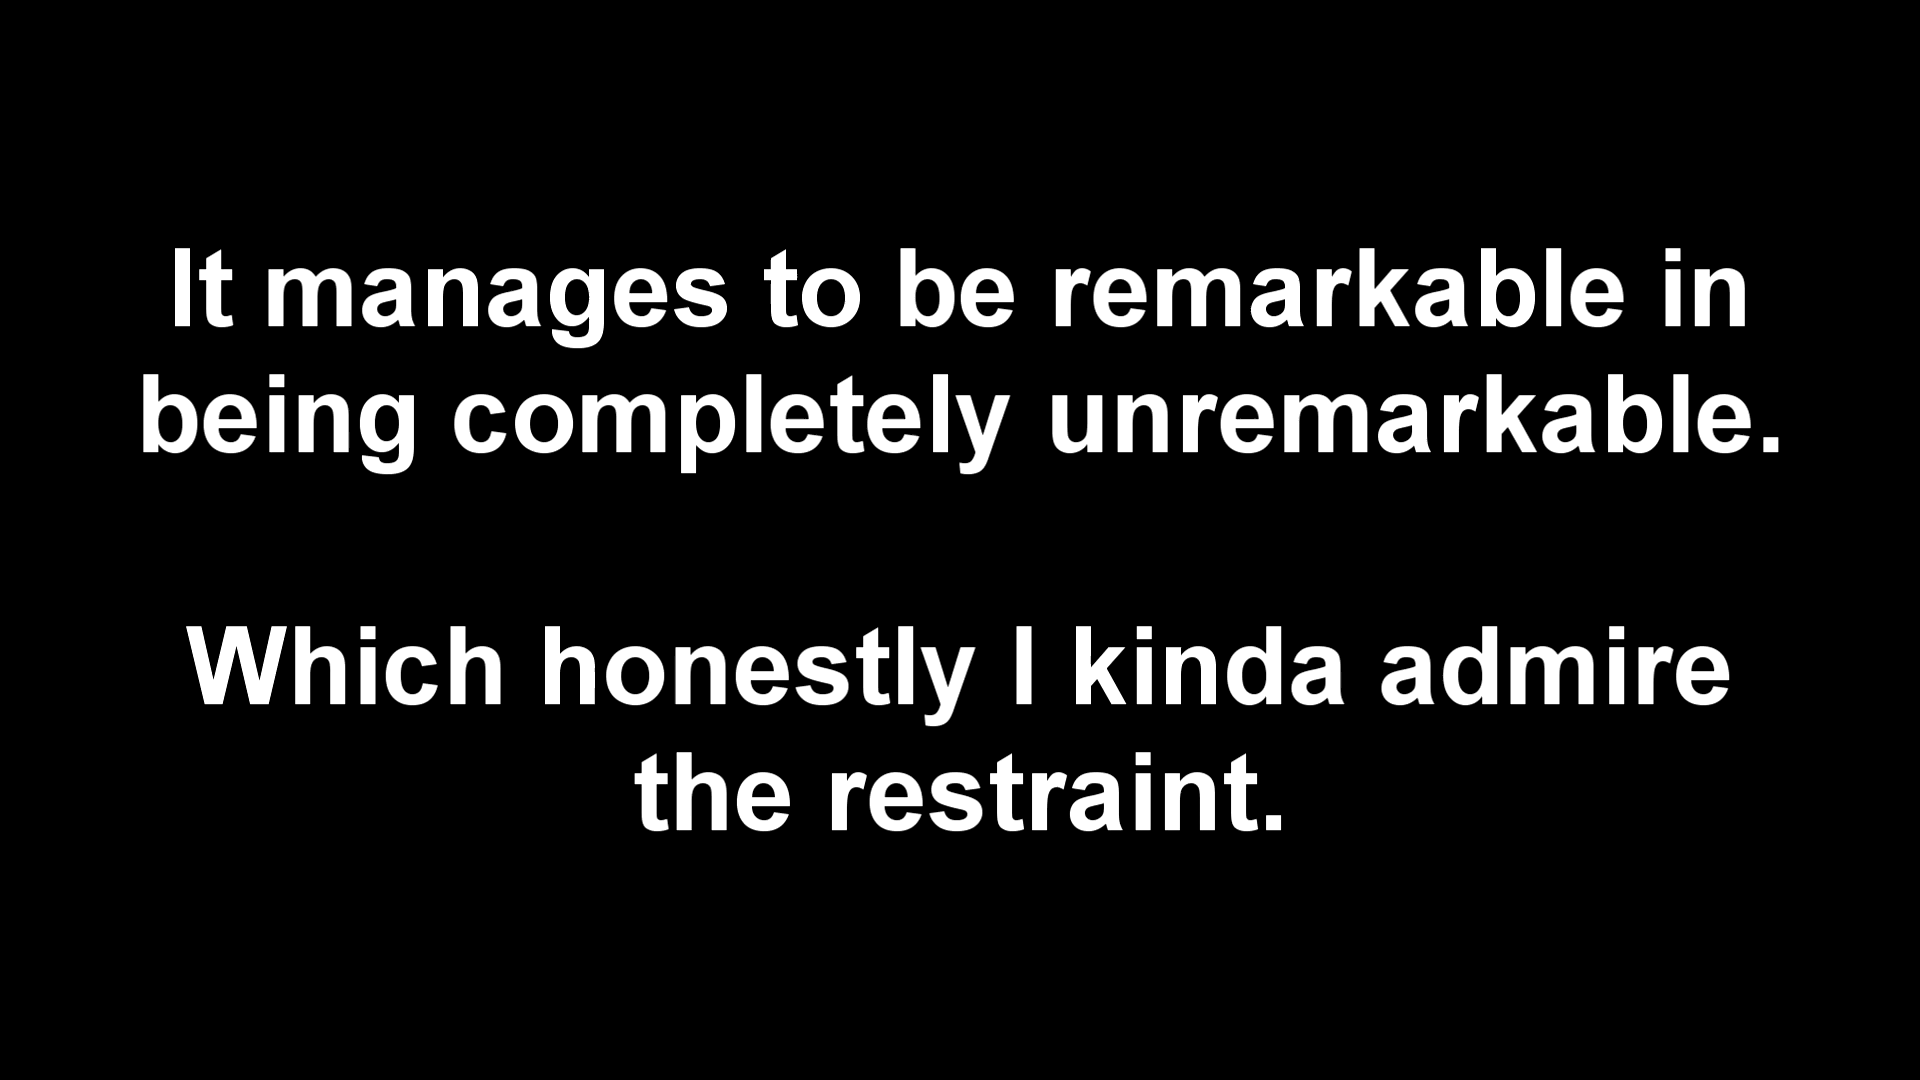 It manages to be remarkable in
being completely unremarkable.
Which honestly I kinda admire
the restraint.